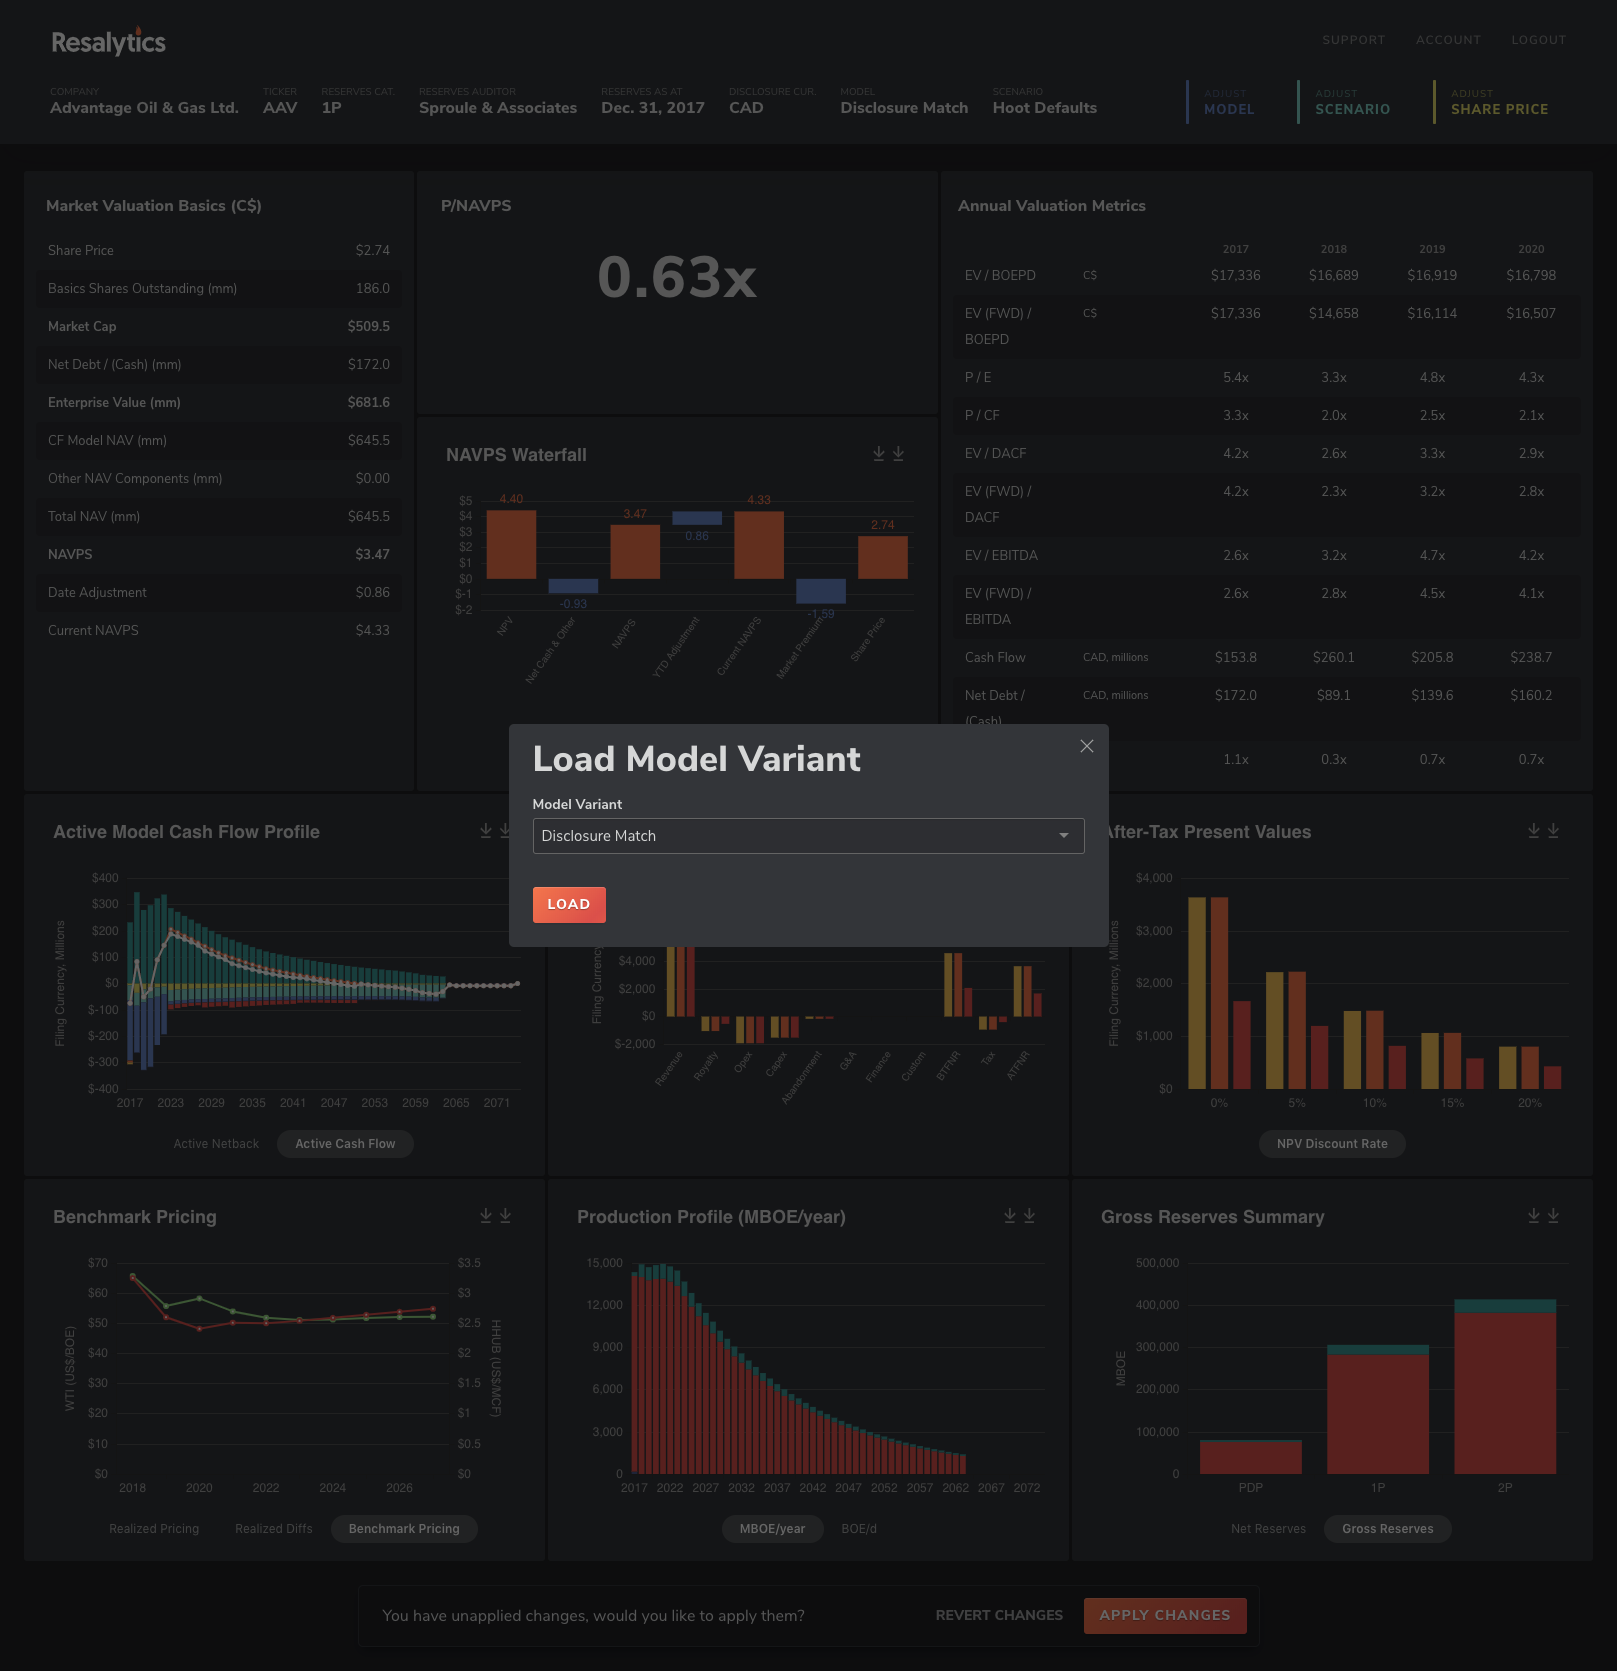 Resalytics
SUPPORT ACCOUNT LOGOUT
COMPANY TICKER RESERVES CAT. RESERVES AUDITOR RESERVES AS AT DISCLOSURE CUR. MODEL SCENARIO
Advantage Oil & Gas Ltd. AAV 1P Sproule & Associates Dec. 31, 2017 CAD Disclosure Match Hoot Defaults
ADJUST ADJUST ADJUST
MODEL SCENARIO SHARE PRICE
Market Valuation Basics (C$)
Share Price $2.74
Basics Shares Outstanding (mm) 186.0
Market Cap $509.5
Net Debt / (Cash) (mm) $172.0
Enterprise Value (mm) $681.6
CF Model NAV (mm) $645.5
Other NAV Components (mm) $0.00
Total NAV (mm) $645.5
NAVPS $3.47
Date Adjustment $0.86
Current NAVPS $4.33
P/NAVPS
0.63x
NAVPS Waterfall
$5
$4
$3
$2
$1
$0
$-1
$-2
4.40 -0.93 3.47 0.86 4.33 -1.59 2.74
NPV Net Cash & Other NAVPS YTD Adjustment Current NAVPS Market Premium Share Price
Annual Valuation Metrics
2017 2018 2019 2020
EV / BOEPD C$ $17,336 $16,689 $16,919 $16,798
EV (FWD) / C$ $17,336 $14,658 $16,114 $16,507
BOEPD
P / E 5.4x 3.3x 4.8x 4.3x
P / CF 3.3x 2.0x 2.5x 2.1x
EV / DACF 4.2x 2.6x 3.3x 2.9x
EV (FWD) / 4.2x 2.3x 3.2x 2.8x
DACF
EV / EBITDA 2.6x 3.2x 4.7x 4.2x
EV (FWD) / 2.6x 2.8x 4.5x 4.1x
EBITDA
Cash Flow CAD, millions $153.8 $260.1 $205.8 $238.7
Net Debt / CAD, millions $172.0 $89.1 $139.6 $160.2
(Cash)
1.1x 0.3x 0.7x 0.7x
Load Model Variant
Model Variant
Disclosure Match
LOAD
Active Model Cash Flow Profile
Filing Currency, Millions
$400
$300
$200
$100
$0
$-100
$-200
$-300
$-400
2017 2023 2029 2035 2041 2047 2053 2059 2065 2071
Active Netback Active Cash Flow
Filing Currency
$4,000
$2,000
$0
$-2,000
Revenue Royalty Opex Capex Abandonment G&A Finance Custom BTFNR Tax ATFNR
After-Tax Present Values
Filing Currency, Millions
$4,000
$3,000
$2,000
$1,000
$0
0% 5% 10% 15% 20%
NPV Discount Rate
Benchmark Pricing
WTI (US$/BOE)
$70 $3.5
$60 $3
$50 $2.5
$40 $2
$30 $1.5
$20 $1
$10 $0.5
$0 $0
HHUB (US$/MCF)
2018 2020 2022 2024 2026
Realized Pricing Realized Diffs Benchmark Pricing
Production Profile (MBOE/year)
15,000
12,000
9,000
6,000
3,000
0
2017 2022 2027 2032 2037 2042 2047 2052 2057 2062 2067 2072
MBOE/year BOE/d
Gross Reserves Summary
MBOE
500,000
400,000
300,000
200,000
100,000
0
PDP 1P 2P
Net Reserves Gross Reserves
You have unapplied changes, would you like to apply them? REVERT CHANGES APPLY CHANGES